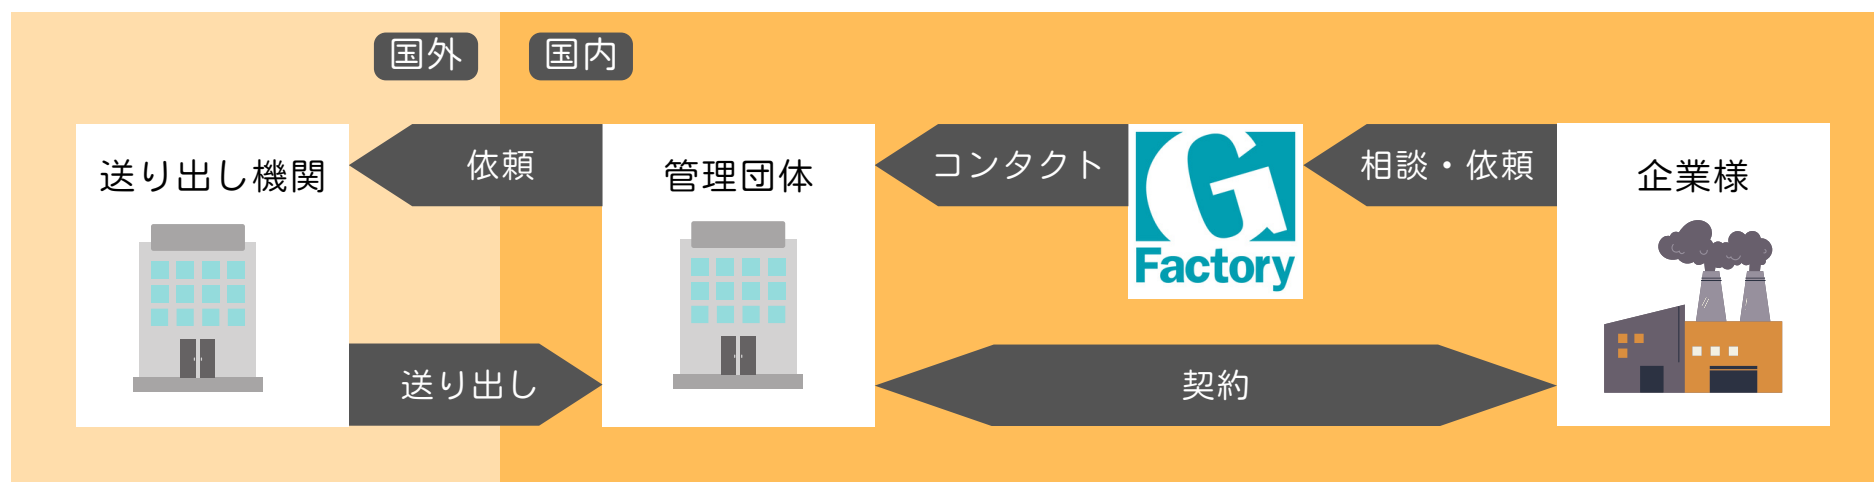 国外
国内
送り出し機関
依頼
管理団体
コンタクト
G
Factory
相談・依頼
企業様
送り出し
契約